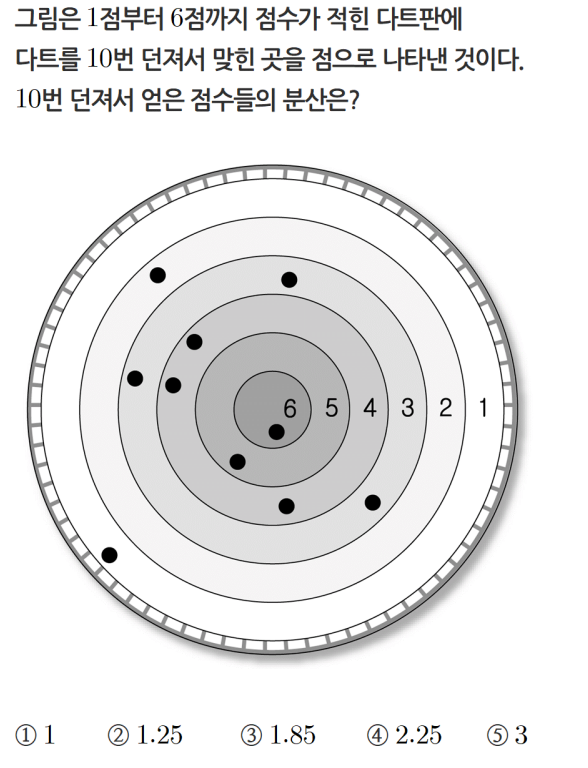 그림은 1점부터 6점까지 점수가 적힌 다트판에
다트를 10번 던져서 맞힌 곳을 점으로 나타낸 것이다.
10번 던져서 얻은 점수들의 분산은?
6 5 4 3 2 1
① 1 ② 1.25 ③ 1.85 ④ 2.25 ⑤ 3